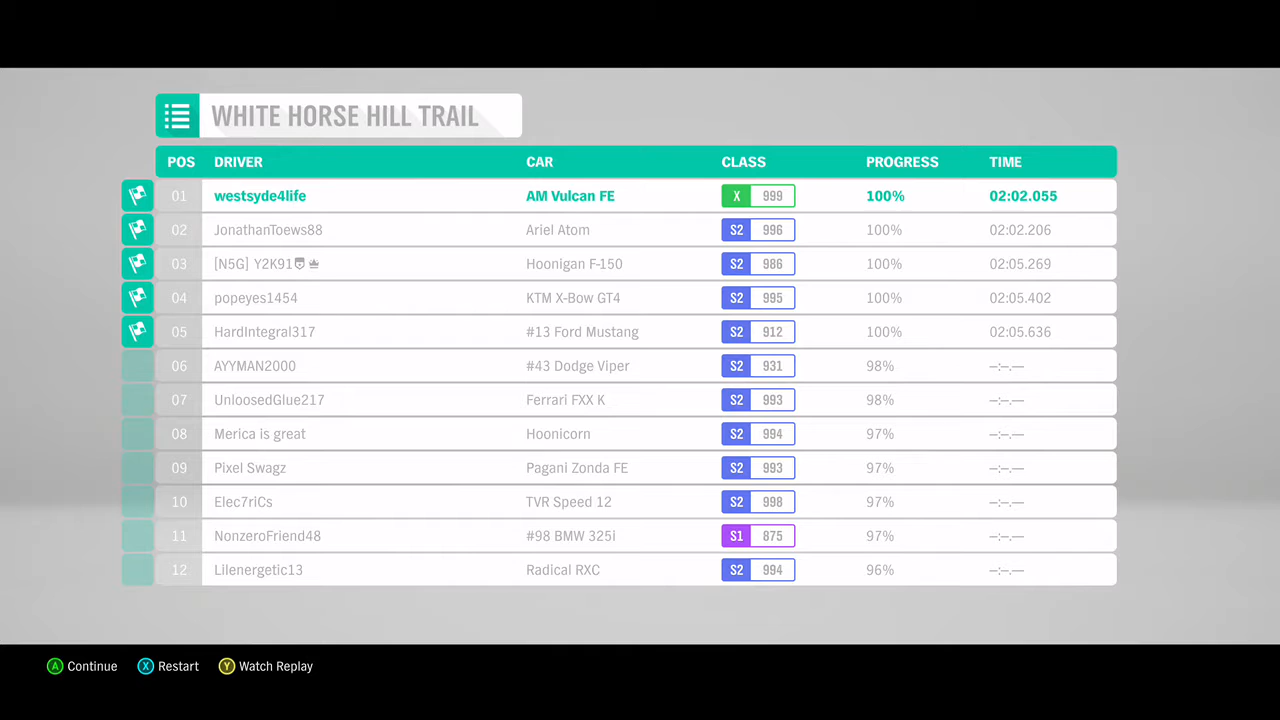 WHITE HORSE HILL TRAIL
POS DRIVER CAR CLASS PROGRESS TIME
01 westsyde4life AM Vulcan FE X 999 100% 02:02.055
02 JonathanToews88 Ariel Atom S2 996 100% 02:02.206
03 [N5G] Y2K91 Hoonigan F-150 S2 986 100% 02:05.269
04 popeyes1454 KTM X-Bow GT4 S2 995 100% 02:05.402
05 HardIntegral317 #13 Ford Mustang S2 912 100% 02:05.636
06 AYYMAN2000 #43 Dodge Viper S2 931 98% --:--.---
07 UnloosedGlue217 Ferrari FXX K S2 993 98% --:--.---
08 Merica is great Hoonicorn S2 994 97% --:--.---
09 Pixel Swagz Pagani Zonda FE S2 993 97% --:--.---
10 Elec7riCs TVR Speed 12 S2 998 97% --:--.---
11 NonzeroFriend48 #98 BMW 325i S1 875 97% --:--.---
12 Lilenergetic13 Radical RXC S2 994 96% --:--.---
A Continue X Restart Y Watch Replay